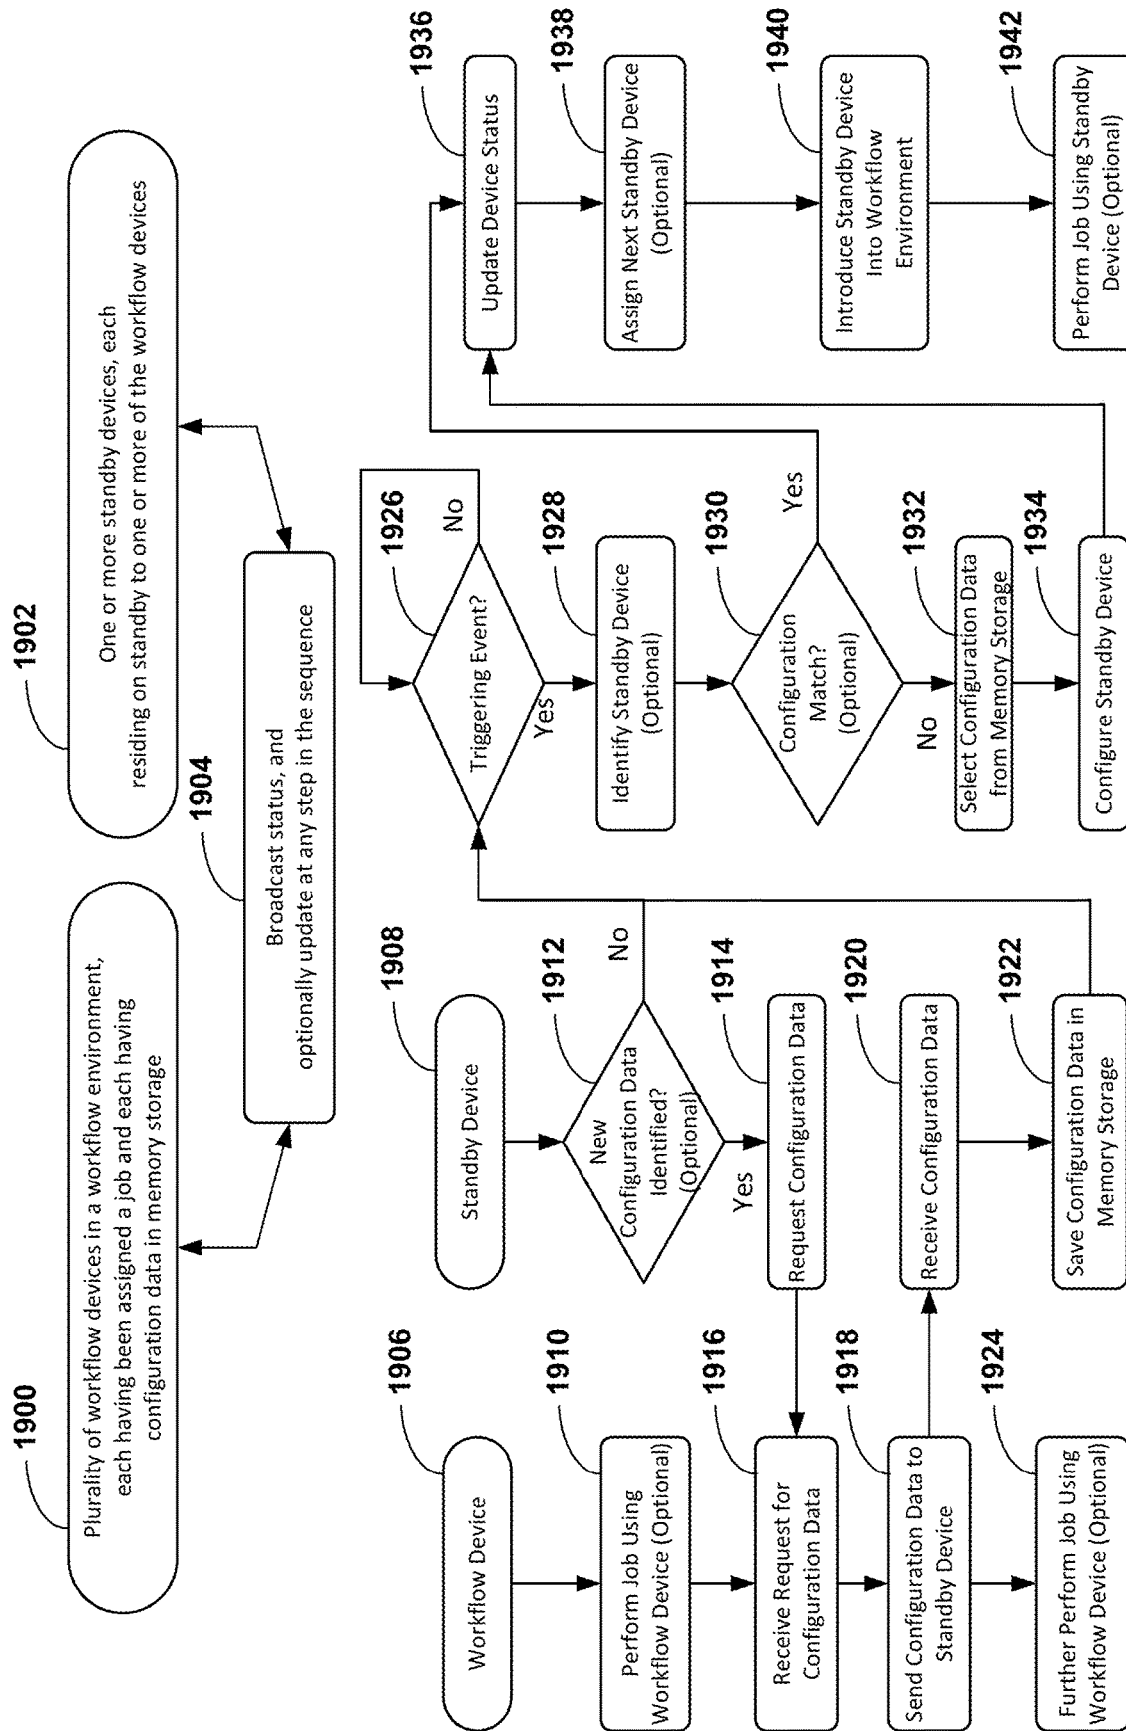 1900
Plurality of workflow devices in a workflow environment,
each having been assigned a job and each having
configuration data in memory storage
1902
One or more standby devices, each
residing on standby to one or more of the workflow devices
1904
Broadcast status, and
optionally update at any step in the sequence
1906
Workflow Device
1910
Perform Job Using
Workflow Device (Optional)
1916
Receive Request for
Configuration Data
1918
Send Configuration Data to
Standby Device
1924
Further Perform Job Using
Workflow Device (Optional)
1908
Standby Device
1912
New
Configuration Data
Identified?
(Optional)
No
Yes
1914
Request Configuration Data
1920
Receive Configuration Data
1922
Save Configuration Data in
Memory Storage
1926
Triggering Event?
No
Yes
1928
Identify Standby Device
(Optional)
1930
Configuration
Match?
(Optional)
Yes
No
1932
Select Configuration Data
from Memory Storage
1934
Configure Standby Device
1936
Update Device Status
1938
Assign Next Standby Device
(Optional)
1940
Introduce Standby Device
Into Workflow
Environment
1942
Perform Job Using Standby
Device (Optional)